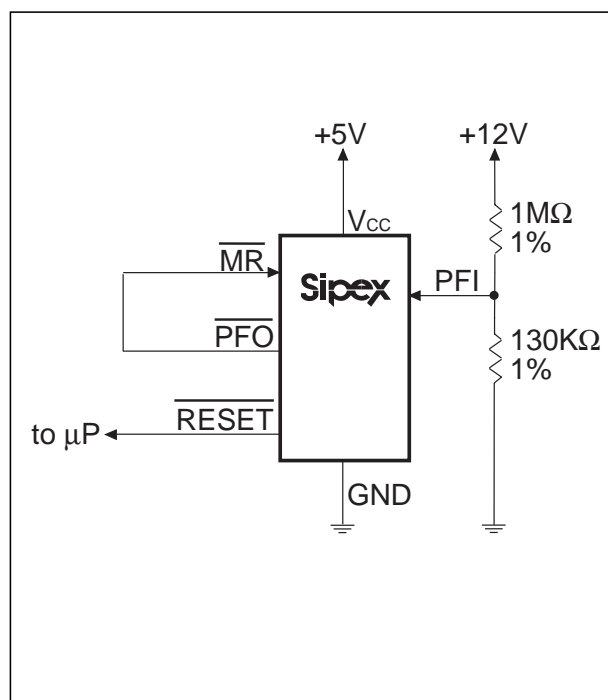 +5V
+12V
VCC
1MΩ
1%
MR
Sipex
PFI
PFO
130KΩ
1%
RESET
to μP
GND